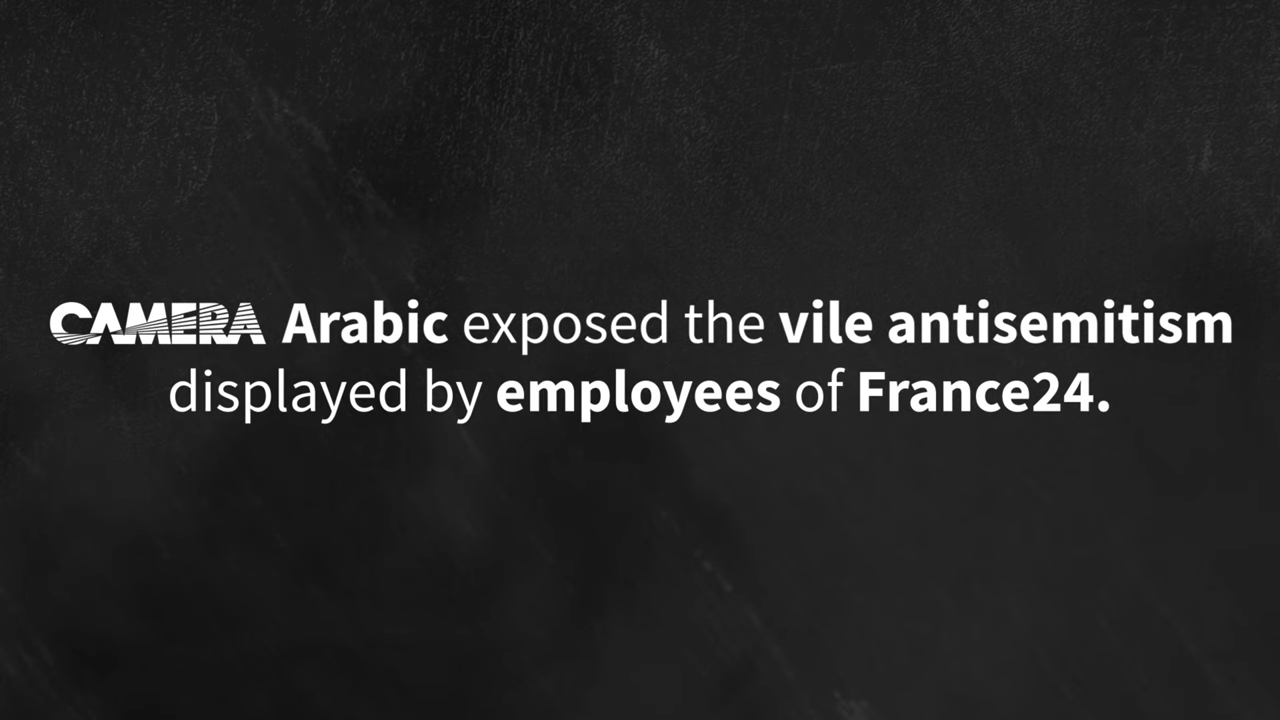 CAMERA Arabic exposed the vile antisemitism
displayed by employees of France24.